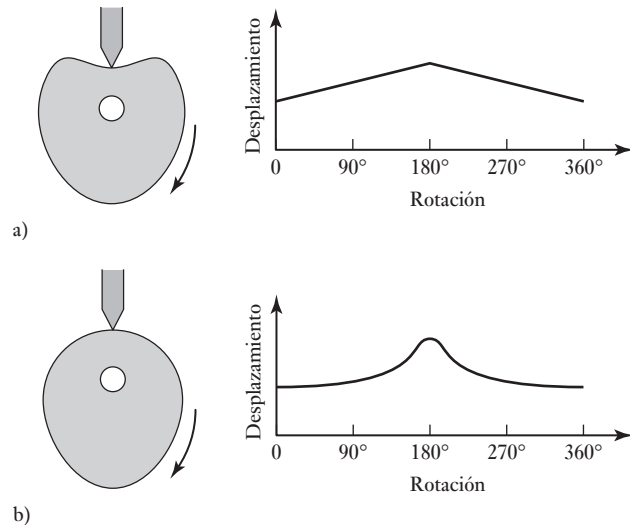 Desplazamiento
0 90° 180° 270° 360°
Rotación
a)
Desplazamiento
0 90° 180° 270° 360°
Rotación
b)